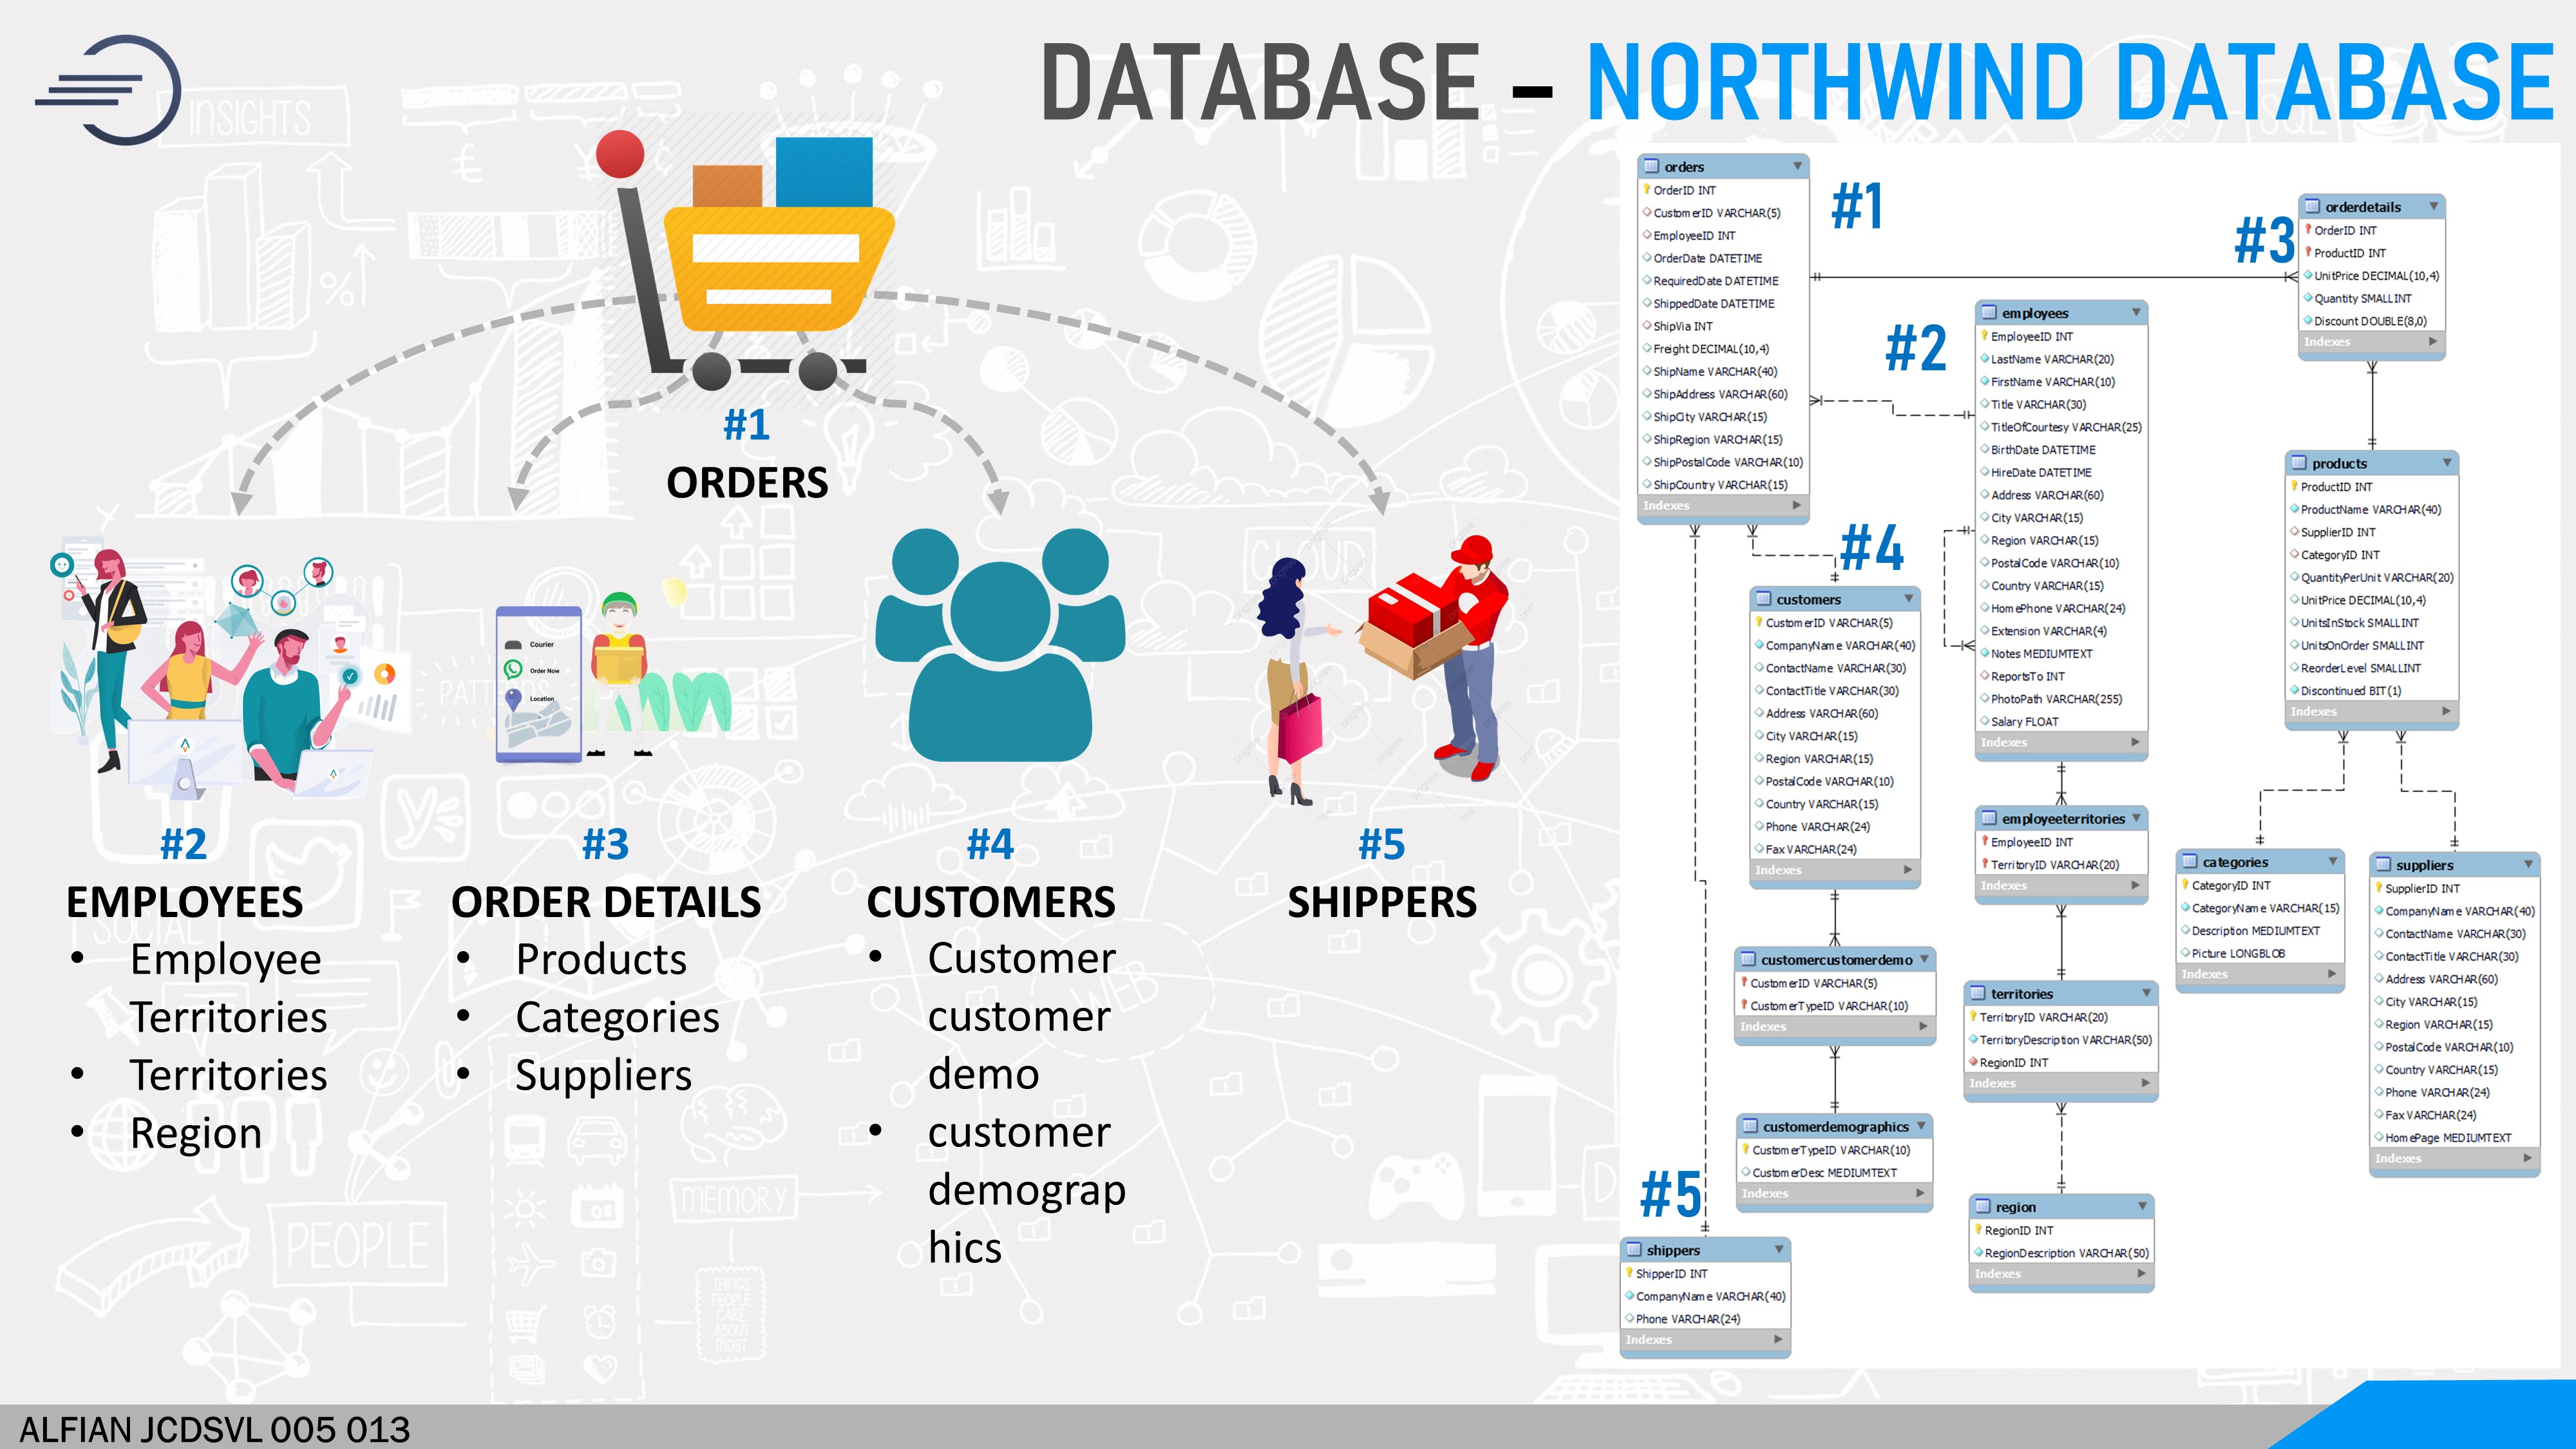 DATABASE – NORTHWIND DATABASE
INSIGHTS
#1
ORDERS
Courier
Order Now
Location
#2
EMPLOYEES
• Employee
Territories
• Territories
• Region
#3
ORDER DETAILS
• Products
• Categories
• Suppliers
#4
CUSTOMERS
• Customer
customer
demo
• customer
demograp
hics
#5
SHIPPERS
CLOUD
SOCIAL
WEB
MEMORY
PEOPLE
THINGS
PEOPLE
CARE
ABOUT
MOST
#1
orders
OrderID INT
CustomerID VARCHAR(5)
EmployeeID INT
OrderDate DATETIME
RequiredDate DATETIME
ShippedDate DATETIME
ShipVia INT
Freight DECIMAL(10,4)
ShipName VARCHAR(40)
ShipAddress VARCHAR(60)
ShipCity VARCHAR(15)
ShipRegion VARCHAR(15)
ShipPostalCode VARCHAR(10)
ShipCountry VARCHAR(15)
Indexes
#3
orderdetails
OrderID INT
ProductID INT
UnitPrice DECIMAL(10,4)
Quantity SMALLINT
Discount DOUBLE(8,0)
Indexes
#2
employees
EmployeeID INT
LastName VARCHAR(20)
FirstName VARCHAR(10)
Title VARCHAR(30)
TitleOfCourtesy VARCHAR(25)
BirthDate DATETIME
HireDate DATETIME
Address VARCHAR(60)
City VARCHAR(15)
Region VARCHAR(15)
PostalCode VARCHAR(10)
Country VARCHAR(15)
HomePhone VARCHAR(24)
Extension VARCHAR(4)
Notes MEDIUMTEXT
ReportsTo INT
PhotoPath VARCHAR(255)
Salary FLOAT
Indexes
products
ProductID INT
ProductName VARCHAR(40)
SupplierID INT
CategoryID INT
QuantityPerUnit VARCHAR(20)
UnitPrice DECIMAL(10,4)
UnitsInStock SMALLINT
UnitsOnOrder SMALLINT
ReorderLevel SMALLINT
Discontinued BIT(1)
Indexes
#4
customers
CustomerID VARCHAR(5)
CompanyName VARCHAR(40)
ContactName VARCHAR(30)
ContactTitle VARCHAR(30)
Address VARCHAR(60)
City VARCHAR(15)
Region VARCHAR(15)
PostalCode VARCHAR(10)
Country VARCHAR(15)
Phone VARCHAR(24)
Fax VARCHAR(24)
Indexes
employeeterritories
EmployeeID INT
TerritoryID VARCHAR(20)
Indexes
categories
CategoryID INT
CategoryName VARCHAR(15)
Description MEDIUMTEXT
Picture LONGBLOB
Indexes
suppliers
SupplierID INT
CompanyName VARCHAR(40)
ContactName VARCHAR(30)
ContactTitle VARCHAR(30)
Address VARCHAR(60)
City VARCHAR(15)
Region VARCHAR(15)
PostalCode VARCHAR(10)
Country VARCHAR(15)
Phone VARCHAR(24)
Fax VARCHAR(24)
HomePage MEDIUMTEXT
Indexes
customercustomerdemo
CustomerID VARCHAR(5)
CustomerTypeID VARCHAR(10)
Indexes
territories
TerritoryID VARCHAR(20)
TerritoryDescription VARCHAR(50)
RegionID INT
Indexes
customerdemographics
CustomerTypeID VARCHAR(10)
CustomerDesc MEDIUMTEXT
Indexes
region
RegionID INT
RegionDescription VARCHAR(50)
Indexes
#5
shippers
ShipperID INT
CompanyName VARCHAR(40)
Phone VARCHAR(24)
Indexes
ALFIAN JCDSVL 005 013